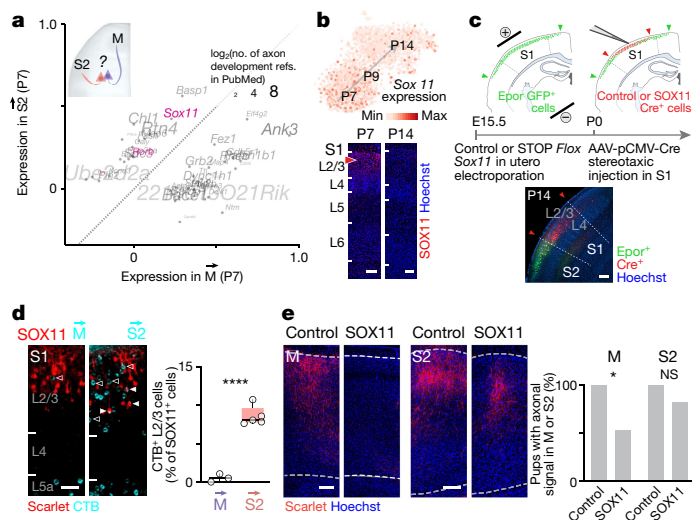 a
S2
?
M
log₂(no. of axon
development refs.
in PubMed)
2 4 8
1.0
0
Expression in S2 (P7)
Basp1
Sox11
Chl1
Rtn4
Eif4g2
Ank3
Fez1
Grb2
Ntm
0
1.0
Expression in M (P7)
b
P14
P9
P7
Sox 11
expression
Min
Max
P7
P14
S1
L2/3
L4
L5
L6
SOX11 Hoechst
c
S1
Epor GFP⁺
cells
S1
Control or SOX11
Cre⁺ cells
E15.5
P0
Control or STOP Flox
Sox11 in utero
electroporation
AAV-pCMV-Cre
stereotaxic
injection in S1
P14
L2/3
L4
S1
S2
Epor⁺
Cre⁺
Hoechst
d
SOX11
M
S2
S1
L2/3
L4
L5a
Scarlet CTB
CTB⁺ L2/3 cells
(% of SOX11⁺ cells)
15
0
****
M
S2
e
Control SOX11
Control SOX11
M
S2
Scarlet Hoechst
Pups with axonal
signal in M or S2 (%)
100
50
0
M
*
S2
NS
Control
SOX11
Control
SOX11